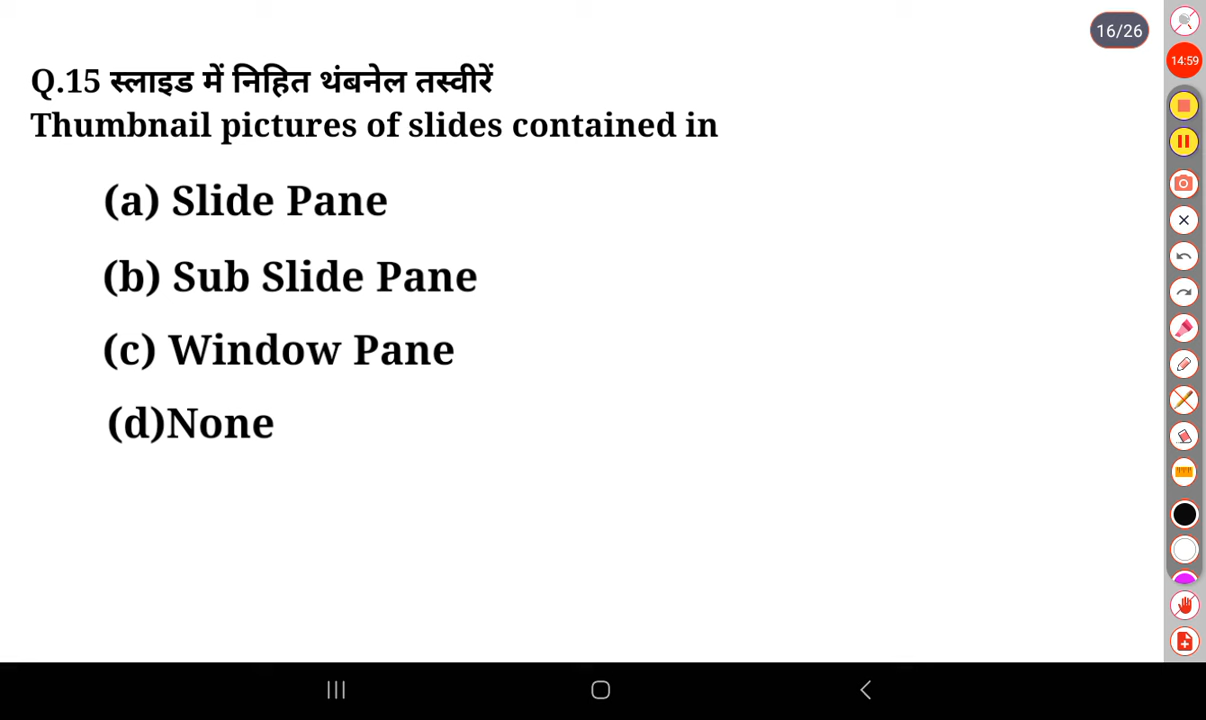 16/26
14:59
Q.15 स्लाइड में निहित थंबनेल तस्वीरें
Thumbnail pictures of slides contained in
(a) Slide Pane
(b) Sub Slide Pane
(c) Window Pane
(d)None